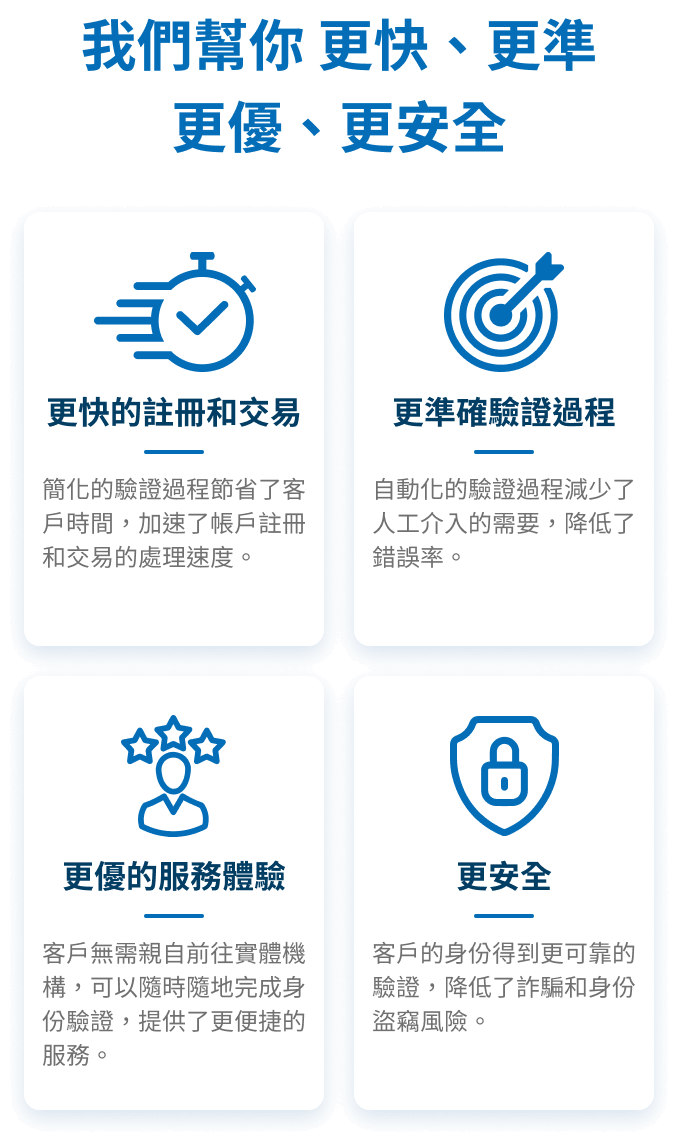 我們幫你 更快、更準
更優、更安全
更快的註冊和交易
簡化的驗證過程節省了客
戶時間，加速了帳戶註冊
和交易的處理速度。
更準確驗證過程
自動化的驗證過程減少了
人工介入的需要，降低了
錯誤率。
更優的服務體驗
客戶無需親自前往實體機
構，可以隨時隨地完成身
份驗證，提供了更便捷的
服務。
更安全
客戶的身份得到更可靠的
驗證，降低了詐騙和身份
盜竊風險。